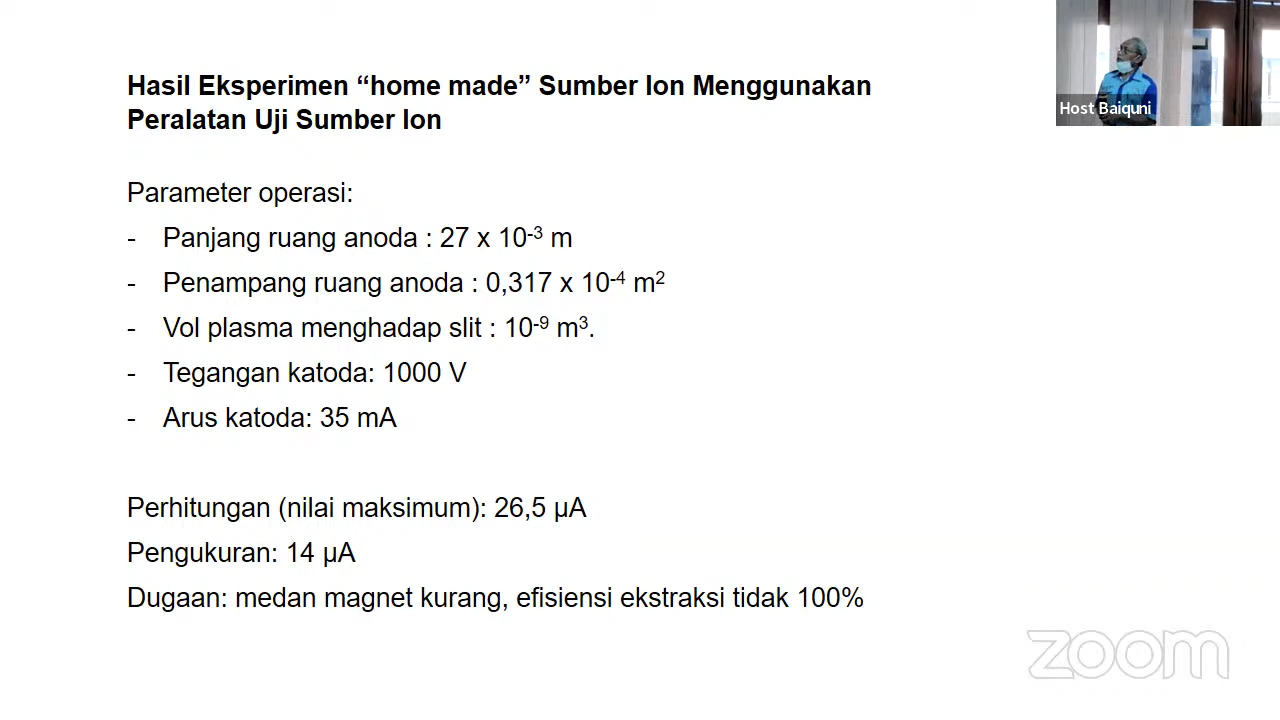 Hasil Eksperimen “home made” Sumber Ion Menggunakan
Peralatan Uji Sumber Ion
Parameter operasi:
- Panjang ruang anoda : 27 x 10⁻³ m
- Penampang ruang anoda : 0,317 x 10⁻⁴ m²
- Vol plasma menghadap slit : 10⁻⁹ m³.
- Tegangan katoda: 1000 V
- Arus katoda: 35 mA
Perhitungan (nilai maksimum): 26,5 µA
Pengukuran: 14 µA
Dugaan: medan magnet kurang, efisiensi ekstraksi tidak 100%
Host Baiquni
zoom